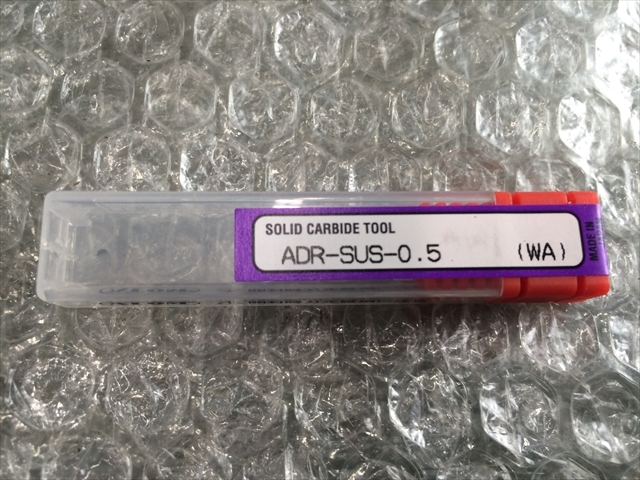 SOLID CARBIDE TOOL
ADR-SUS-0.5 (WA)
MADE IN